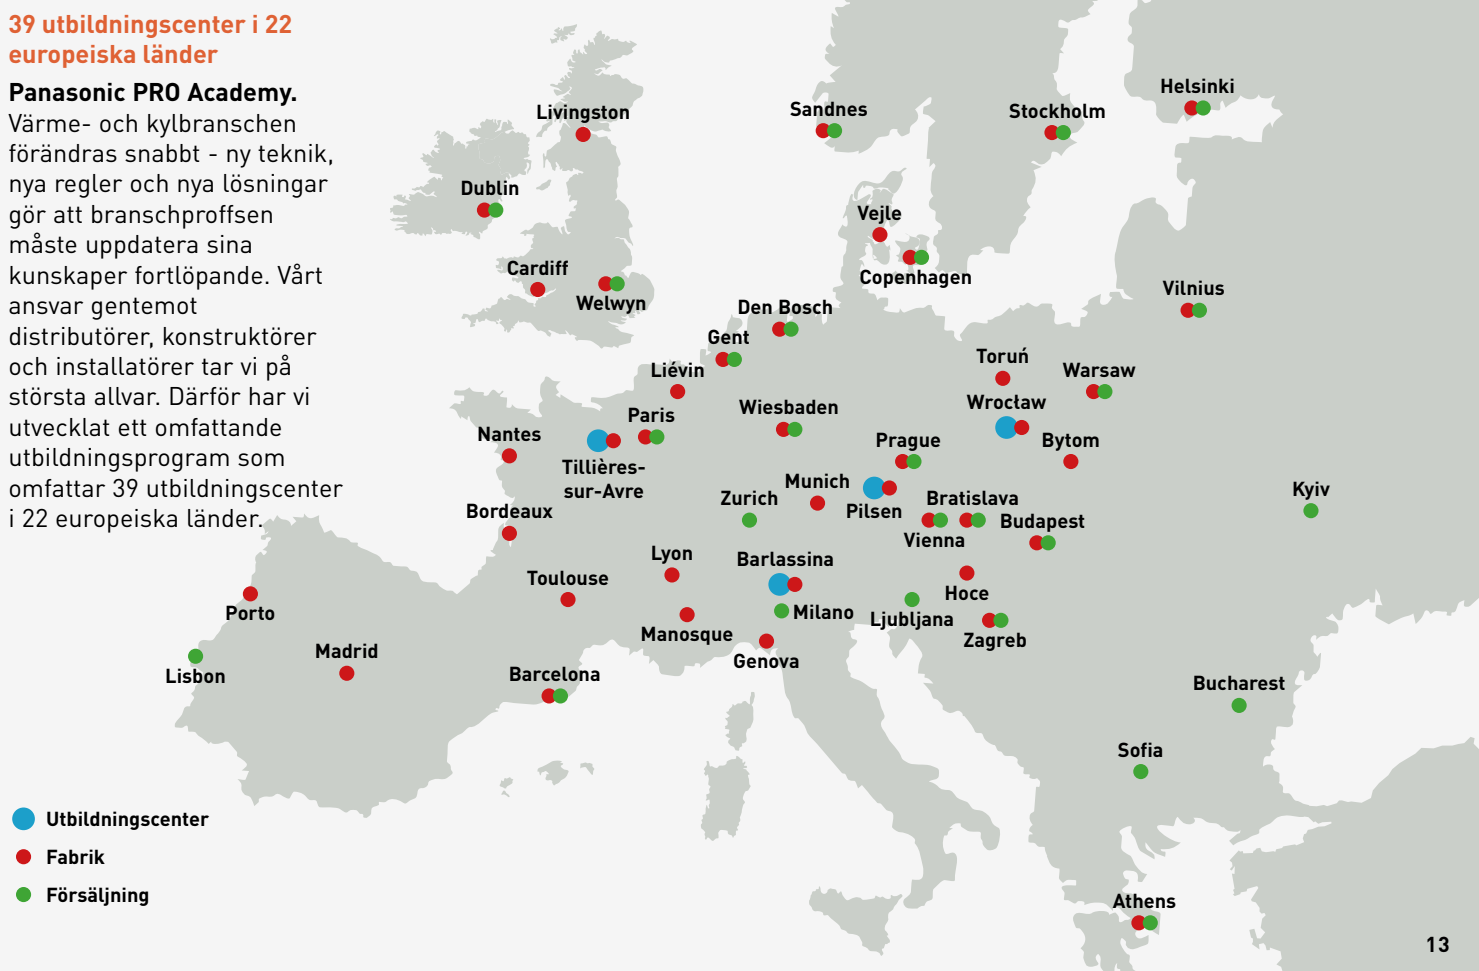 39 utbildningscenter i 22
europeiska länder
Panasonic PRO Academy.
Värme- och kylbranschen
förändras snabbt - ny teknik,
nya regler och nya lösningar
gör att branschproffsen
måste uppdatera sina
kunskaper fortlöpande. Vårt
ansvar gentemot
distributörer, konstruktörer
och installatörer tar vi på
största allvar. Därför har vi
utvecklat ett omfattande
utbildningsprogram som
omfattar 39 utbildningscenter
i 22 europeiska länder.
Helsinki
Sandnes
Stockholm
Livingston
Dublin
Vejle
Cardiff
Copenhagen
Welwyn
Vilnius
Den Bosch
Gent
Toruń
Liévin
Warsaw
Wrocław
Wiesbaden
Paris
Nantes
Prague
Bytom
Tillières-
sur-Avre
Munich
Kyiv
Zurich
Bratislava
Pilsen
Bordeaux
Budapest
Vienna
Lyon
Barlassina
Toulouse
Hoce
Porto
Milano
Ljubljana
Manosque
Zagreb
Madrid
Genova
Lisbon
Barcelona
Bucharest
Sofia
Utbildningscenter
Fabrik
Försäljning
Athens
13